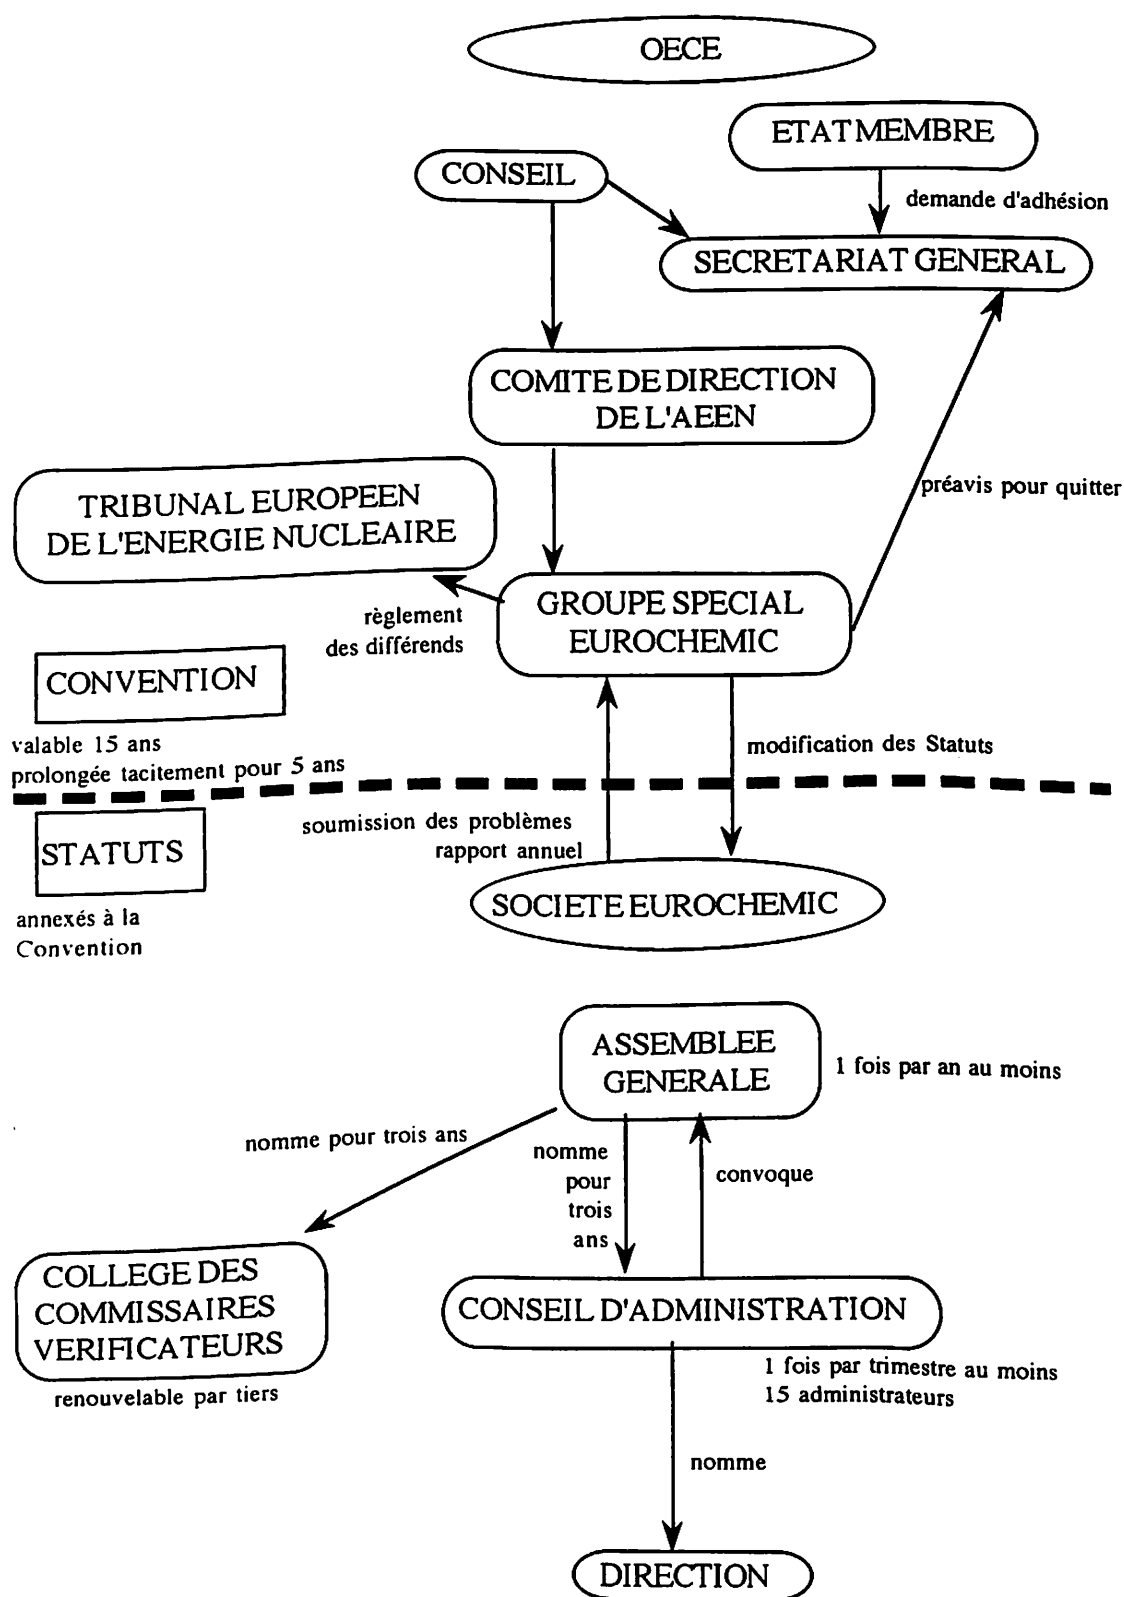 OECE
ETAT MEMBRE
CONSEIL
demande d'adhésion
SECRETARIAT GENERAL
COMITE DE DIRECTION
DE L'AEEN
TRIBUNAL EUROPEEN
DE L'ENERGIE NUCLEAIRE
préavis pour quitter
GROUPE SPECIAL
EUROCHEMIC
règlement
des différends
CONVENTION
valable 15 ans
prolongée tacitement pour 5 ans
modification des Statuts
STATUTS
soumission des problèmes
rapport annuel
annexés à la
Convention
SOCIETE EUROCHEMIC
ASSEMBLEE
GENERALE
1 fois par an au moins
nomme pour trois ans
nomme
pour
trois
ans
convoque
COLLEGE DES
COMMISSAIRES
VERIFICATEURS
renouvelable par tiers
CONSEIL D'ADMINISTRATION
1 fois par trimestre au moins
15 administrateurs
nomme
DIRECTION